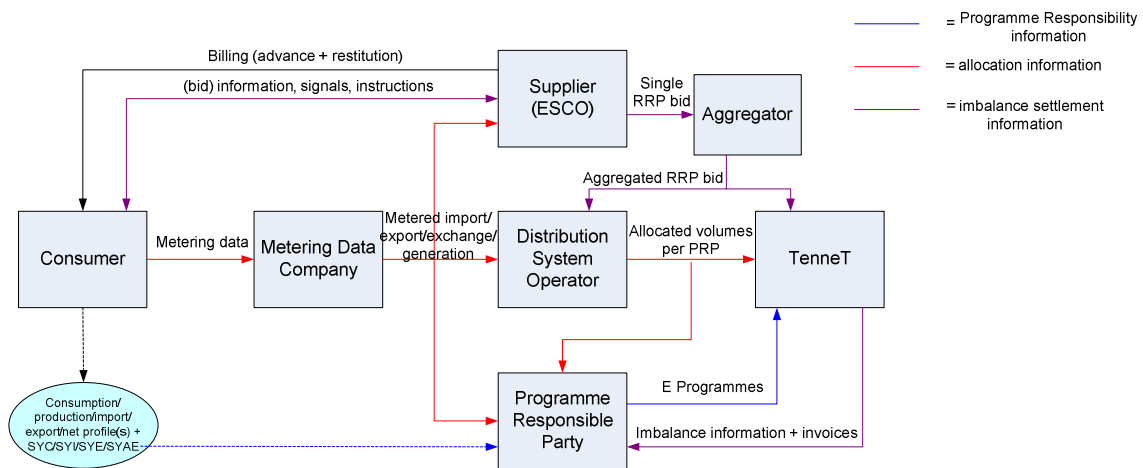 Billing (advance + restitution)
(bid) information, signals, instructions
Supplier
(ESCO)
Single
RRP bid
Aggregator
= Programme Responsibility
information
= allocation information
= imbalance settlement
information
Aggregated RRP bid
Consumer
Metering data
Metering Data
Company
Metered import/
export/exchange/
generation
Distribution
System
Operator
Allocated volumes
per PRP
TenneT
Consumption/
production/import/
export/net profile(s) +
SYC/SYI/SYE/SYAE
Programme
Responsible
Party
E Programmes
Imbalance information + invoices